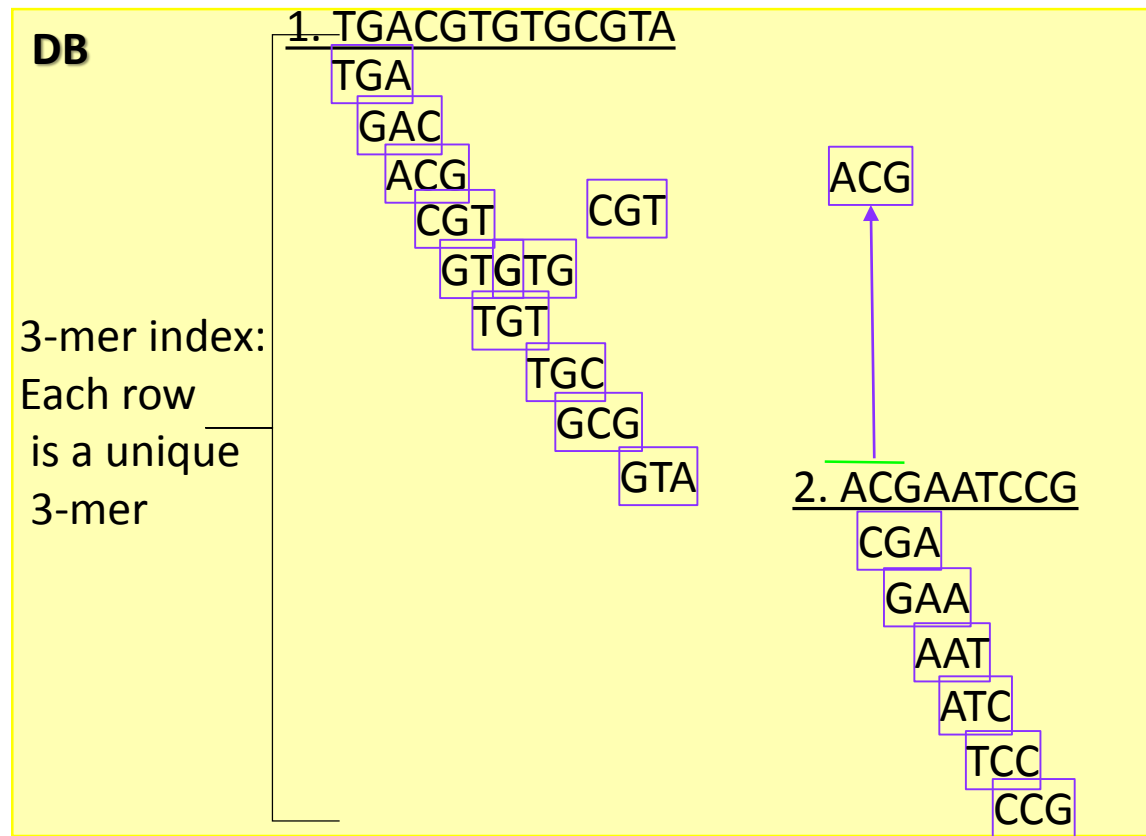 DB
1. TGACGTGTGCGTA
TGA
GAC
ACG
ACG
CGT
CGT
GTGTG
TGT
3-mer index:
TGC
Each row
GCG
is a unique
GTA
3-mer
2. ACGAATCCG
CGA
GAA
AAT
ATC
TCC
CCG